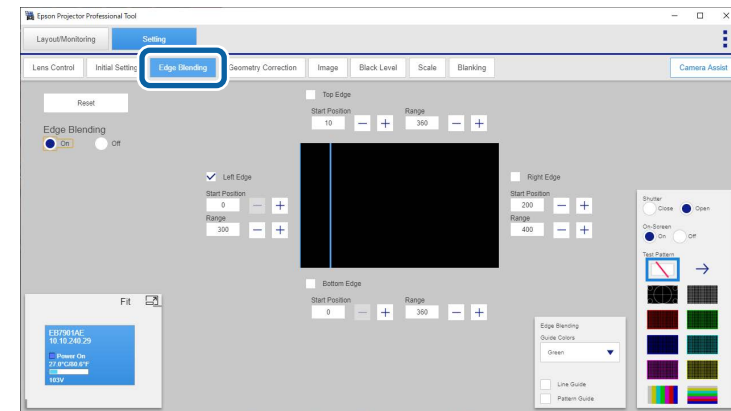 Epson Projector Professional Tool
Layout/Monitoring
Setting
Lens Control
Initial Setting
Edge Blending
Geometry Correction
Image
Black Level
Scale
Blanking
Camera Assist
Reset
Edge Blending
On
Off
Top Edge
Start Position
Range
10
360
Left Edge
Start Position
0
Range
300
Right Edge
Start Position
200
Range
400
Bottom Edge
Start Position
Range
0
360
Shutter
Close
Open
On-Screen
On
Off
Test Pattern
Fit
EB7901AE
10.10.240.29
Power On
27.0°C/80.6°F
103V
Edge Blending
Guide Colors
Green
Line Guide
Pattern Guide